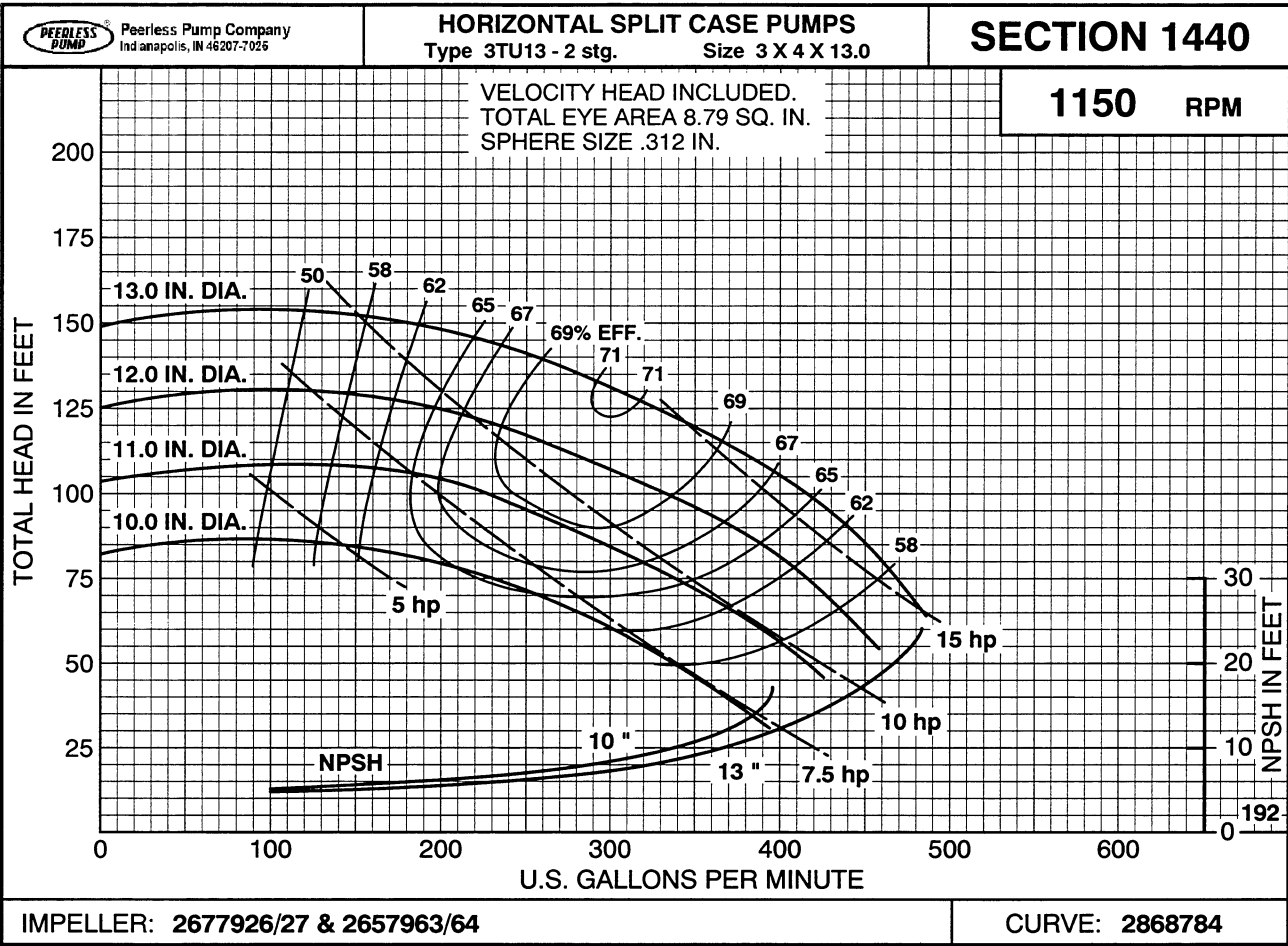 PEERLESS
PUMP
Peerless Pump Company
Indianapolis, IN 46207-7026
HORIZONTAL SPLIT CASE PUMPS
Type 3TU13 - 2 stg. Size 3 X 4 X 13.0
SECTION 1440
1150 RPM
VELOCITY HEAD INCLUDED.
TOTAL EYE AREA 8.79 SQ. IN.
SPHERE SIZE .312 IN.
TOTAL HEAD IN FEET
200
175
150
125
100
75
50
25
0
13.0 IN. DIA.
12.0 IN. DIA.
11.0 IN. DIA.
10.0 IN. DIA.
50
58
62
65
67
69% EFF.
71
71
69
67
65
62
58
5 hp
15 hp
10 hp
7.5 hp
10 "
13 "
NPSH
30
20
10
0
NPSH IN FEET
192
0 100 200 300 400 500 600
U.S. GALLONS PER MINUTE
IMPELLER: 2677926/27 & 2657963/64
CURVE: 2868784